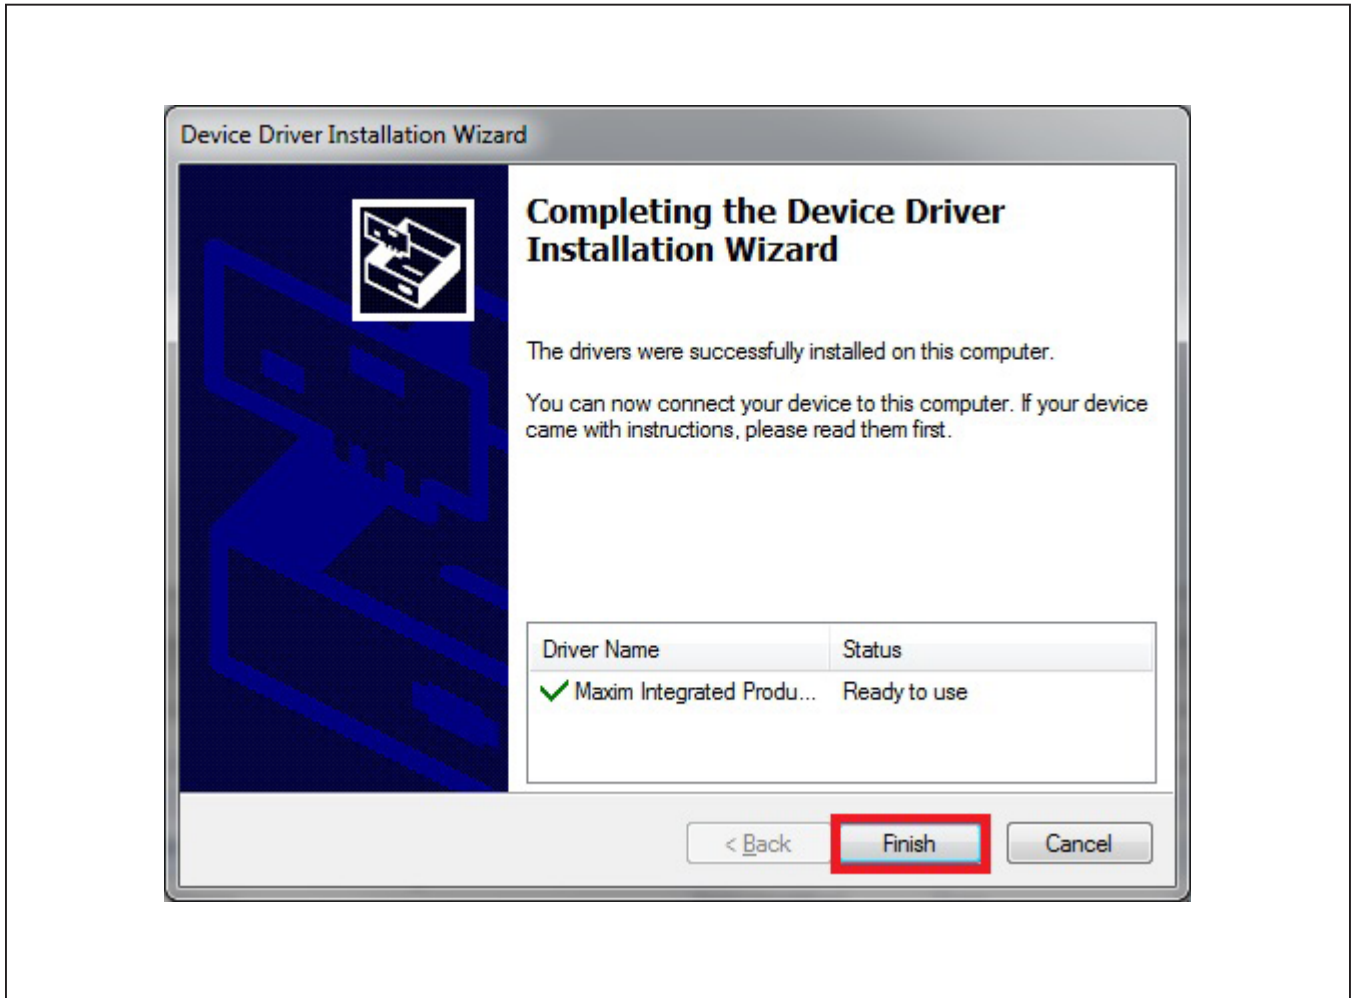 Device Driver Installation Wizard
Completing the Device Driver
Installation Wizard
The drivers were successfully installed on this computer.
You can now connect your device to this computer. If your device
came with instructions, please read them first.
Driver Name Status
Maxim Integrated Produ... Ready to use
< Back Finish Cancel